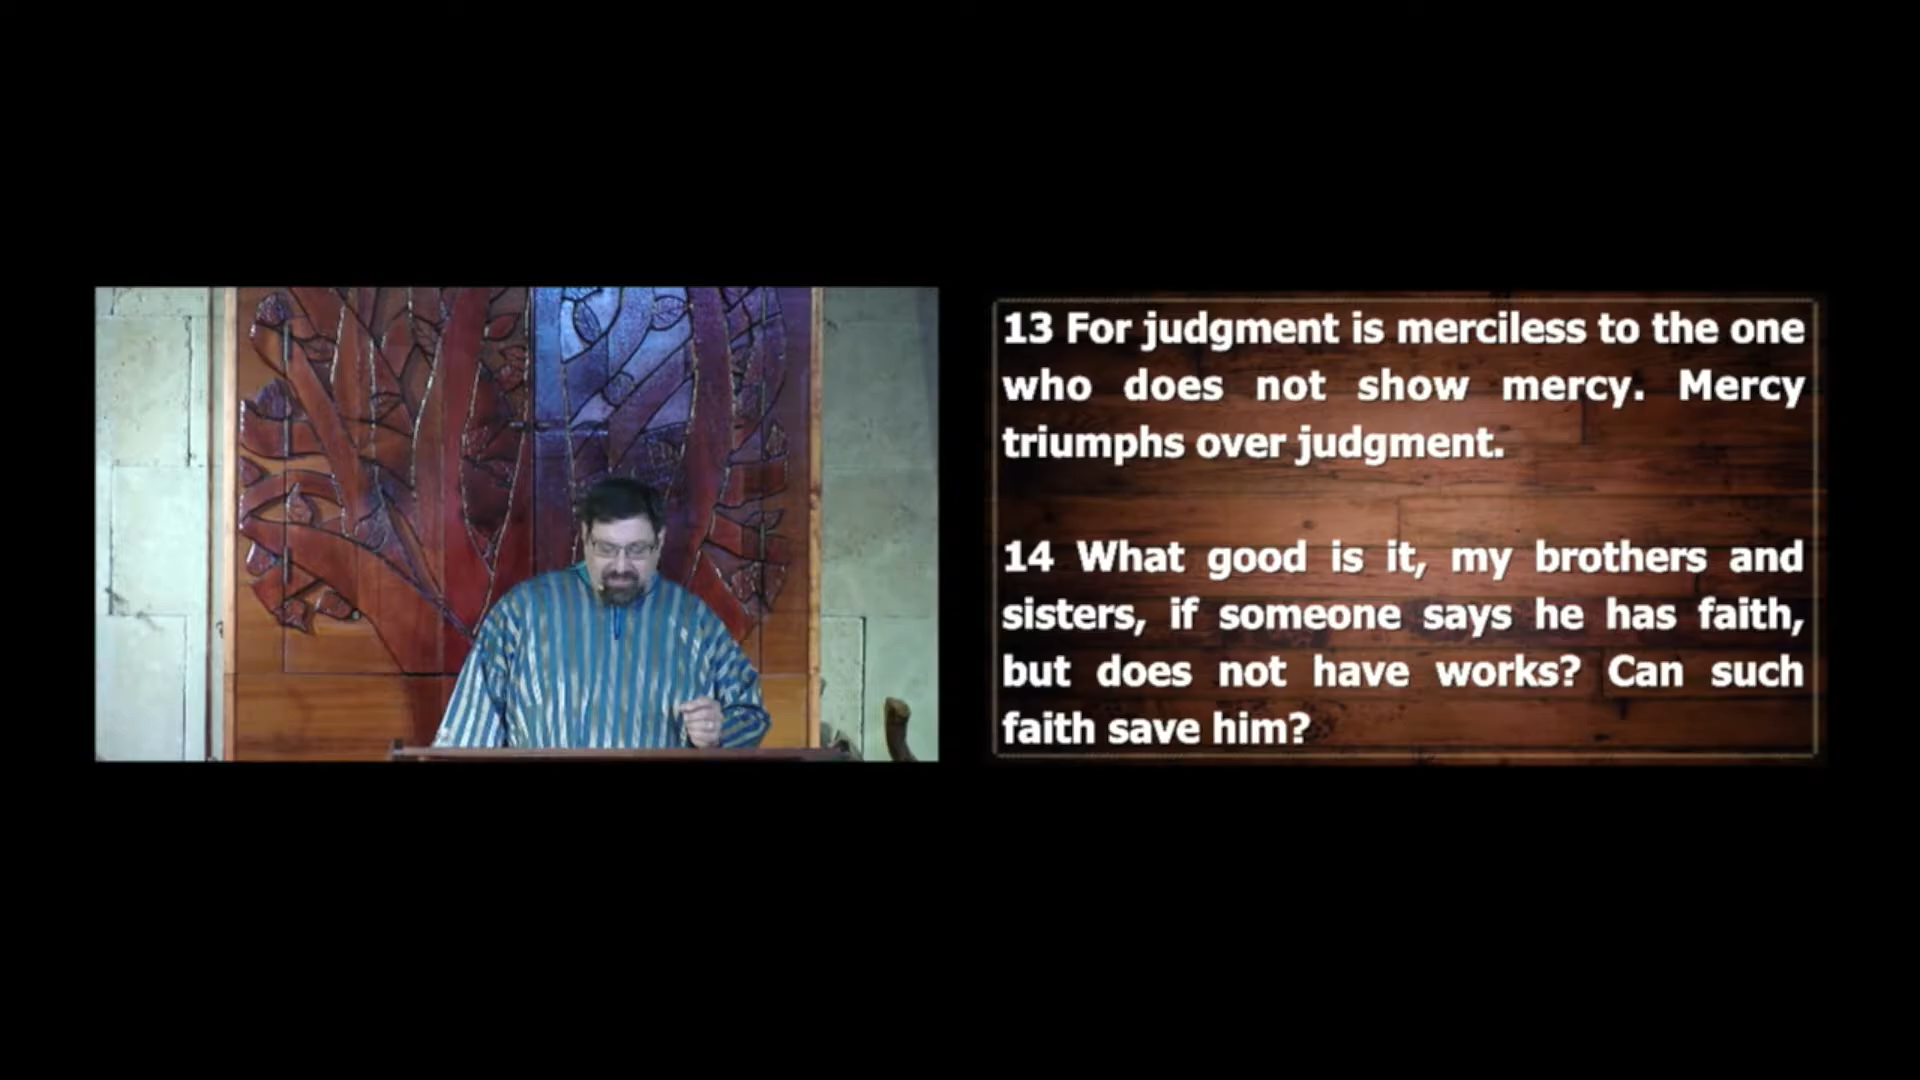 13 For judgment is merciless to the one
who does not show mercy. Mercy
triumphs over judgment.
14 What good is it, my brothers and
sisters, if someone says he has faith,
but does not have works? Can such
faith save him?